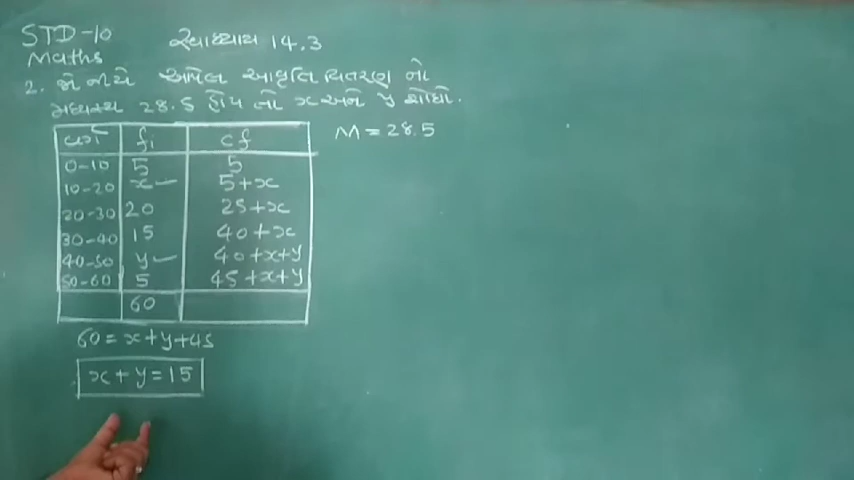 STD-10
Maths
સ્વાધ્યાય 14.3
2. જો નીચે આપેલ આવૃત્તિ વિતરણ નો
મધ્યસ્થ 28.5 હોય તો x અને y શોધો.
M = 28.5
વર્ગ fi cf
0-10 5 5
10-20 x 5+x
20-30 20 25+x
30-40 15 40+x
40-50 y 40+x+y
50-60 5 45+x+y
60
60 = x+y+45
x+y=15